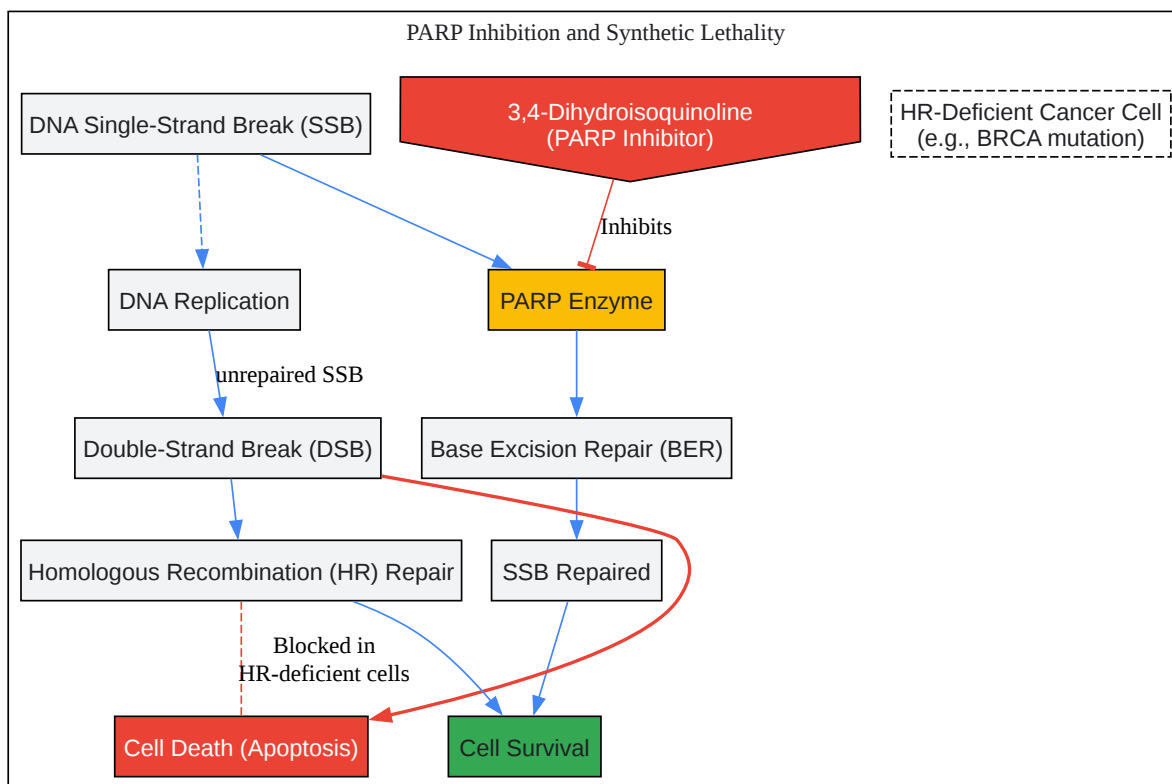 PARP Inhibition and Synthetic Lethality
DNA Single-Strand Break (SSB)
3,4-Dihydroisoquinoline
(PARP Inhibitor)
HR-Deficient Cancer Cell
(e.g., BRCA mutation)
Inhibits
DNA Replication
PARP Enzyme
unrepaired SSB
Double-Strand Break (DSB)
Base Excision Repair (BER)
Homologous Recombination (HR) Repair
SSB Repaired
Blocked in
HR-deficient cells
Cell Death (Apoptosis)
Cell Survival